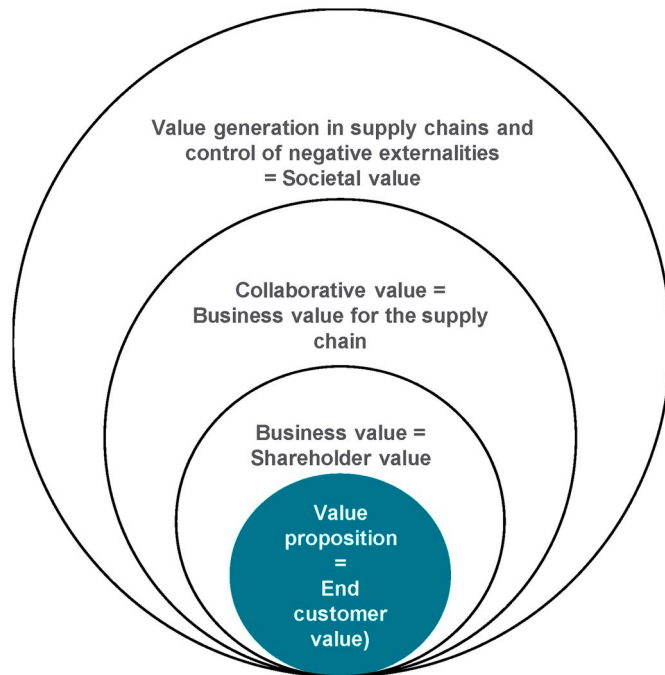 Value generation in supply chains and
control of negative externalities
= Societal value
Collaborative value =
Business value for the supply
chain
Business value =
Shareholder value
Value
proposition
=
End
customer
value)